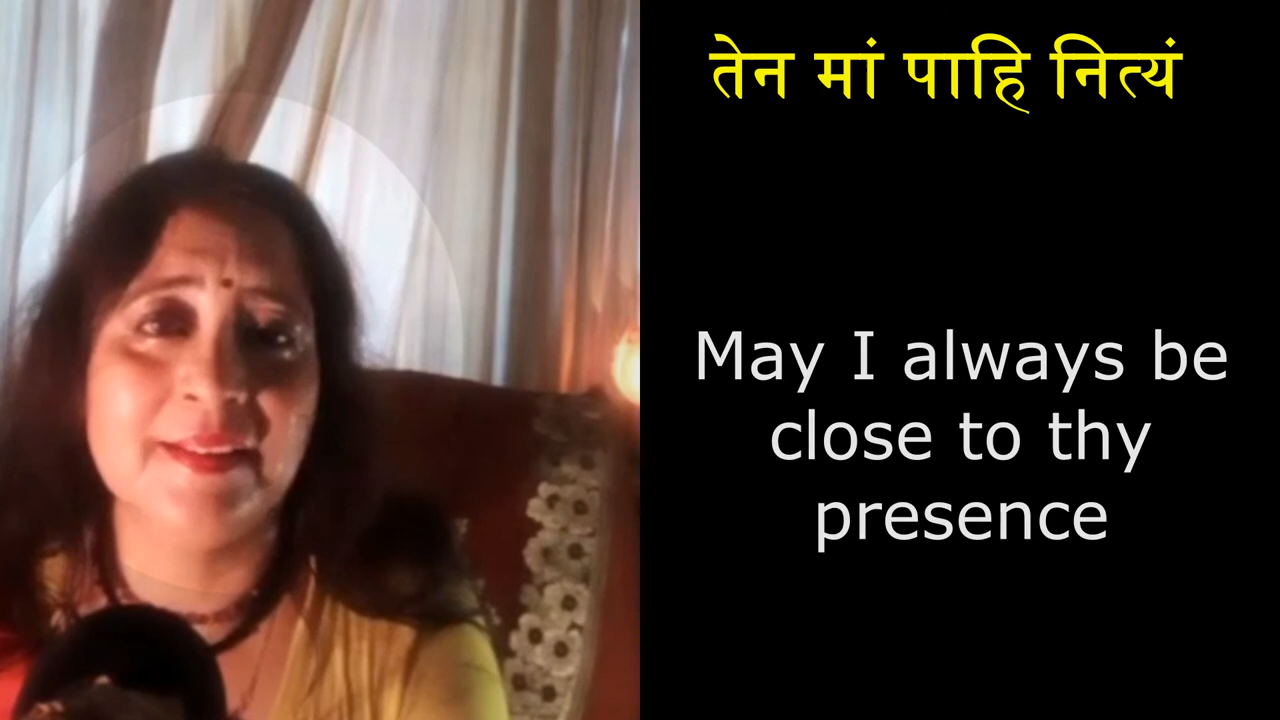 तेन मां पाहि नित्यं
May I always be
close to thy
presence